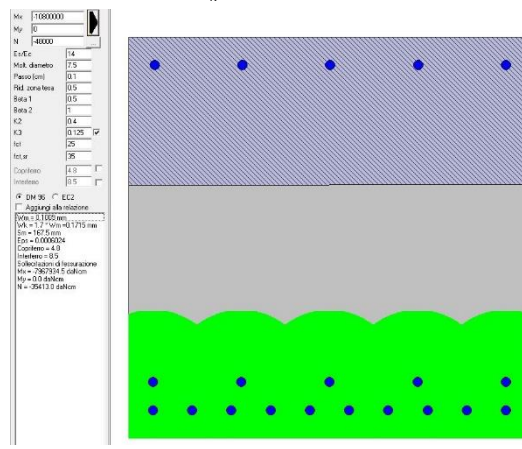 Mx -10800000
My 0
N -48000
...
Es/Ec 14
Molt. diametro 7.5
Passo (cm) 0.1
Rid. zona tesa 0.5
Beta 1 0.5
Beta 2 1
K2 0.4
K3 0.125
fct 25
fct,sr 35
Copriferro 4.8
Interferro 8.5
DM 96 EC2
Aggiungi alla relazione
Wm = 0.1009 mm
Wk = 1.7 * Wm =0.1715 mm
Sm = 167.5 mm
Eps = 0.0006024
Copriferro = 4.8
Interferro = 8.5
Sollecitazioni di fessurazione
Mx = -7967934.5 daNcm
My = 0.0 daNcm
N = -35413.0 daNcm